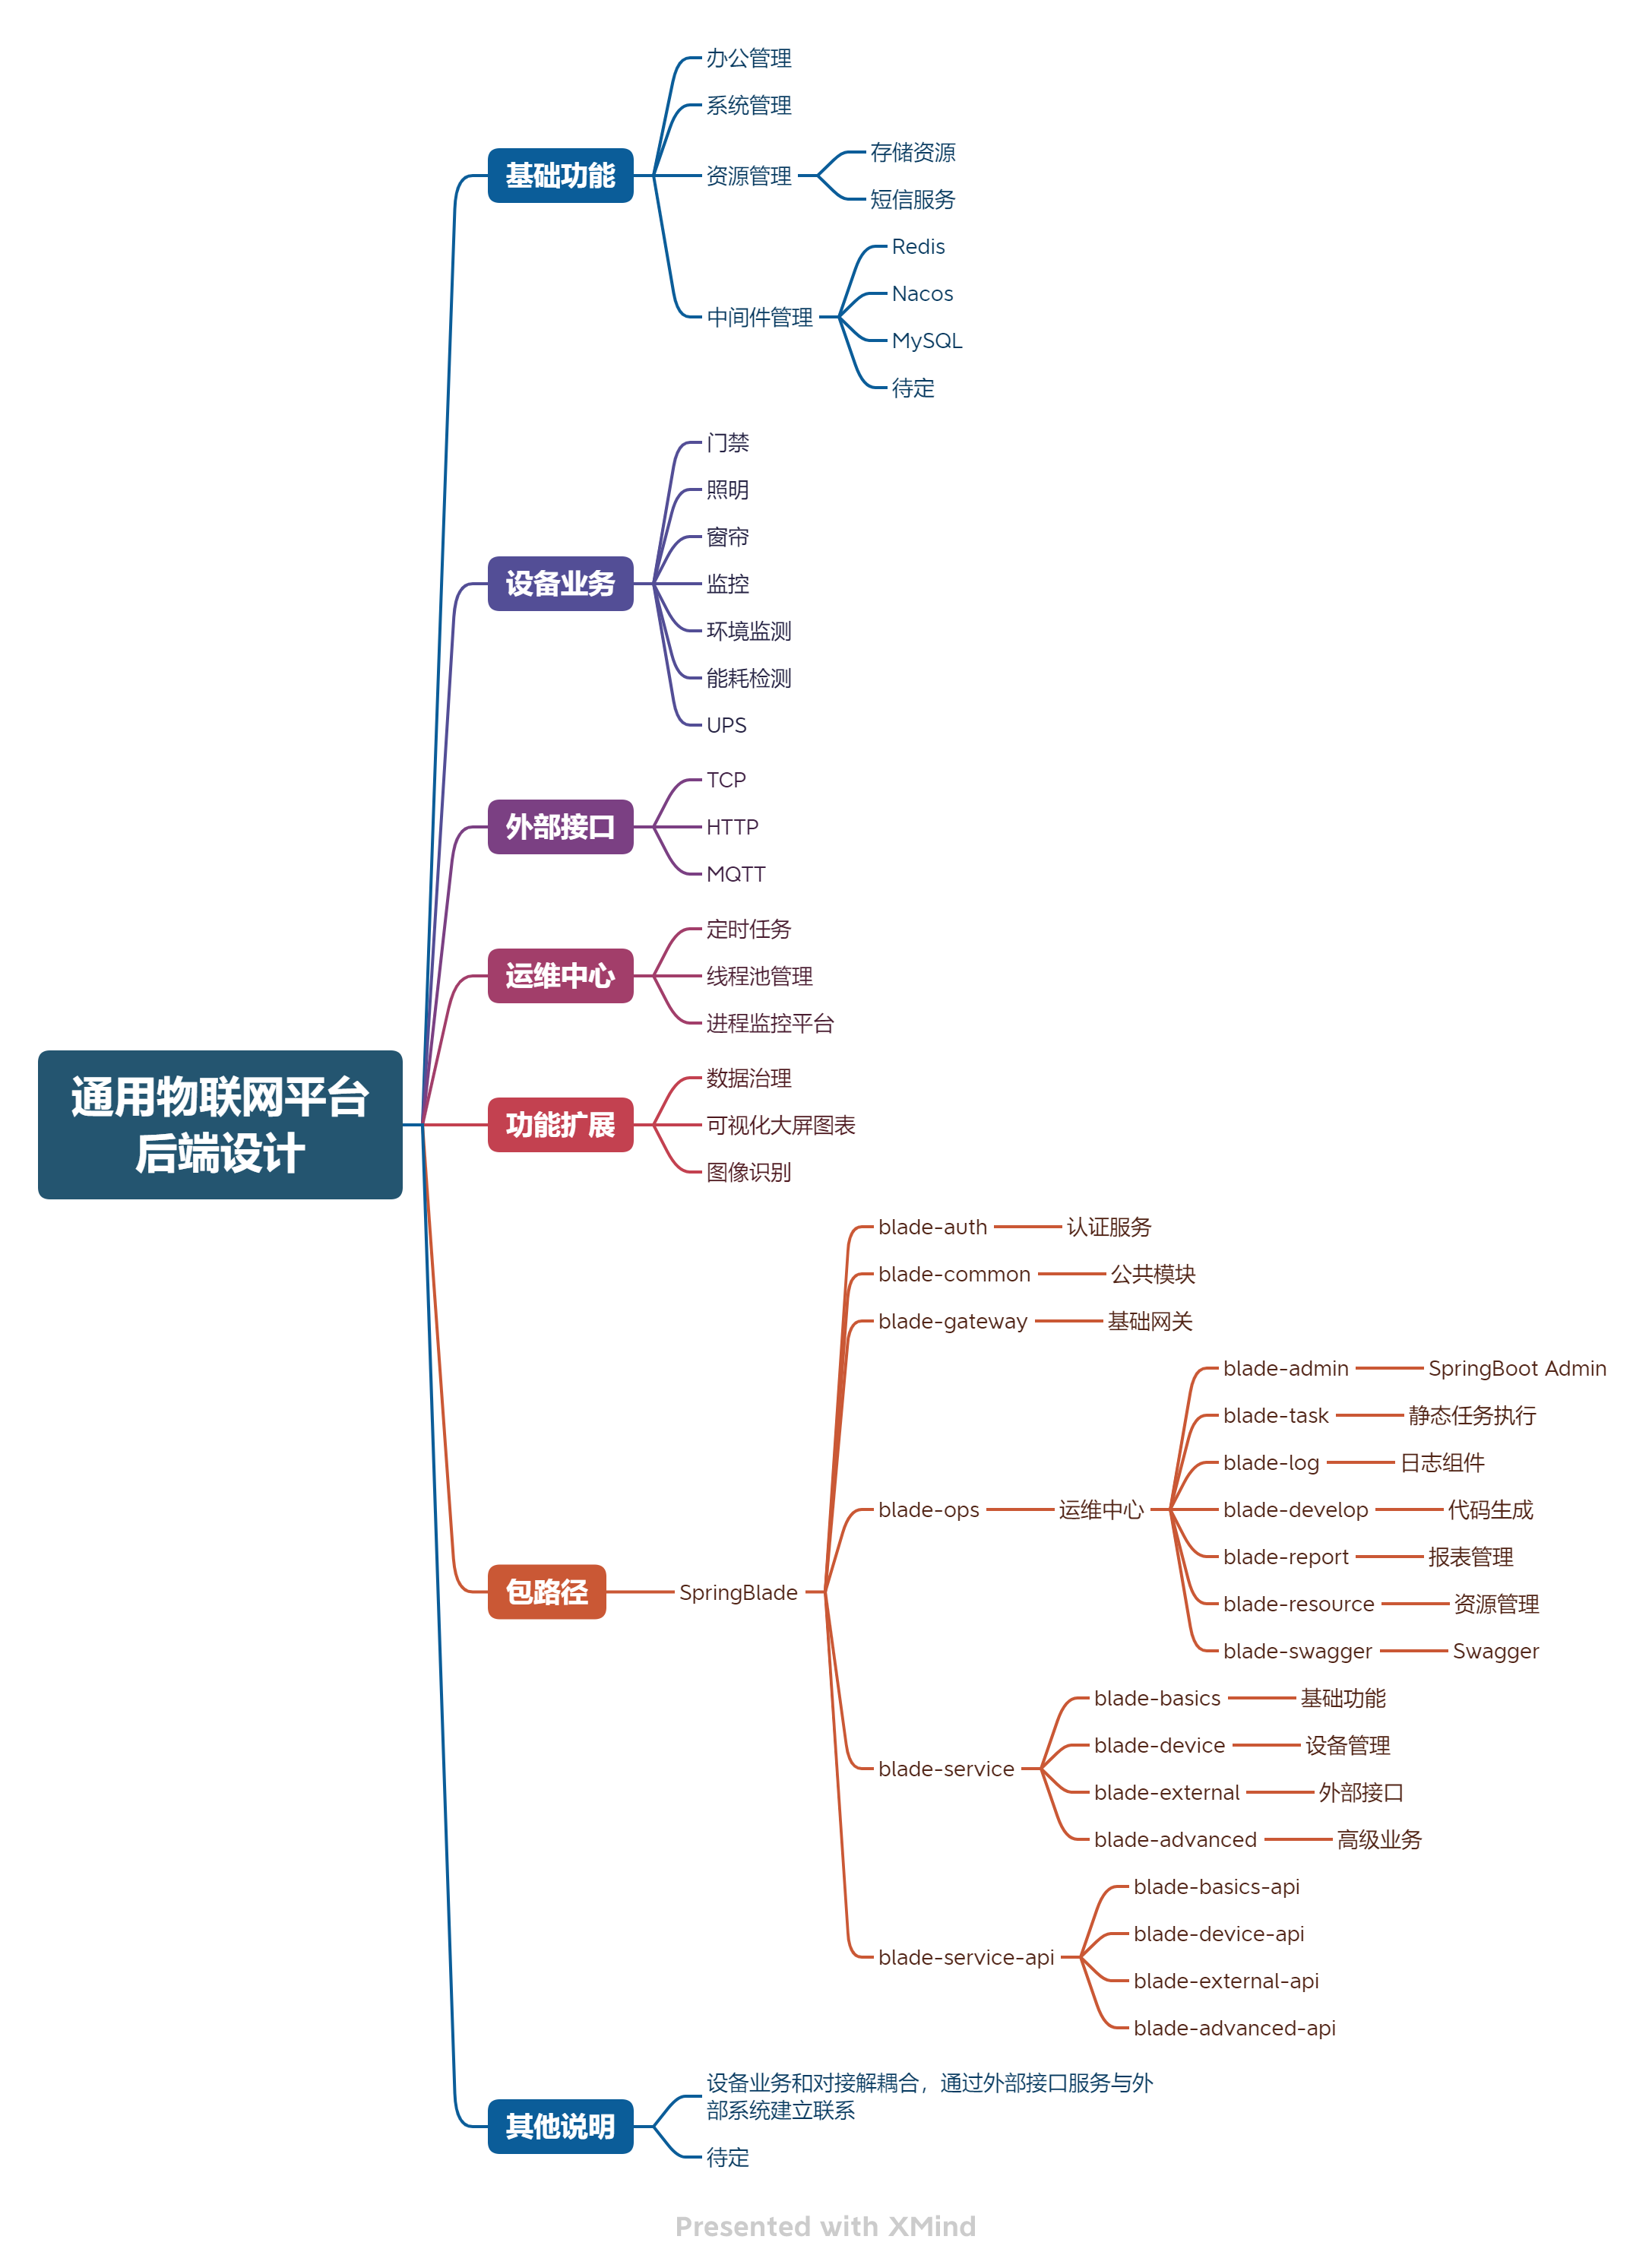 通用物联网平台
后端设计
基础功能
办公管理
系统管理
资源管理
存储资源
短信服务
中间件管理
Redis
Nacos
MySQL
待定
设备业务
门禁
照明
窗帘
监控
环境监测
能耗检测
UPS
外部接口
TCP
HTTP
MQTT
运维中心
定时任务
线程池管理
进程监控平台
功能扩展
数据治理
可视化大屏图表
图像识别
包路径
SpringBlade
blade-auth
认证服务
blade-common
公共模块
blade-gateway
基础网关
blade-ops
运维中心
blade-admin
SpringBoot Admin
blade-task
静态任务执行
blade-log
日志组件
blade-develop
代码生成
blade-report
报表管理
blade-resource
资源管理
blade-swagger
Swagger
blade-service
blade-basics
基础功能
blade-device
设备管理
blade-external
外部接口
blade-advanced
高级业务
blade-service-api
blade-basics-api
blade-device-api
blade-external-api
blade-advanced-api
其他说明
设备业务和对接解耦合，通过外部接口服务与外
部系统建立联系
待定
Presented with XMind